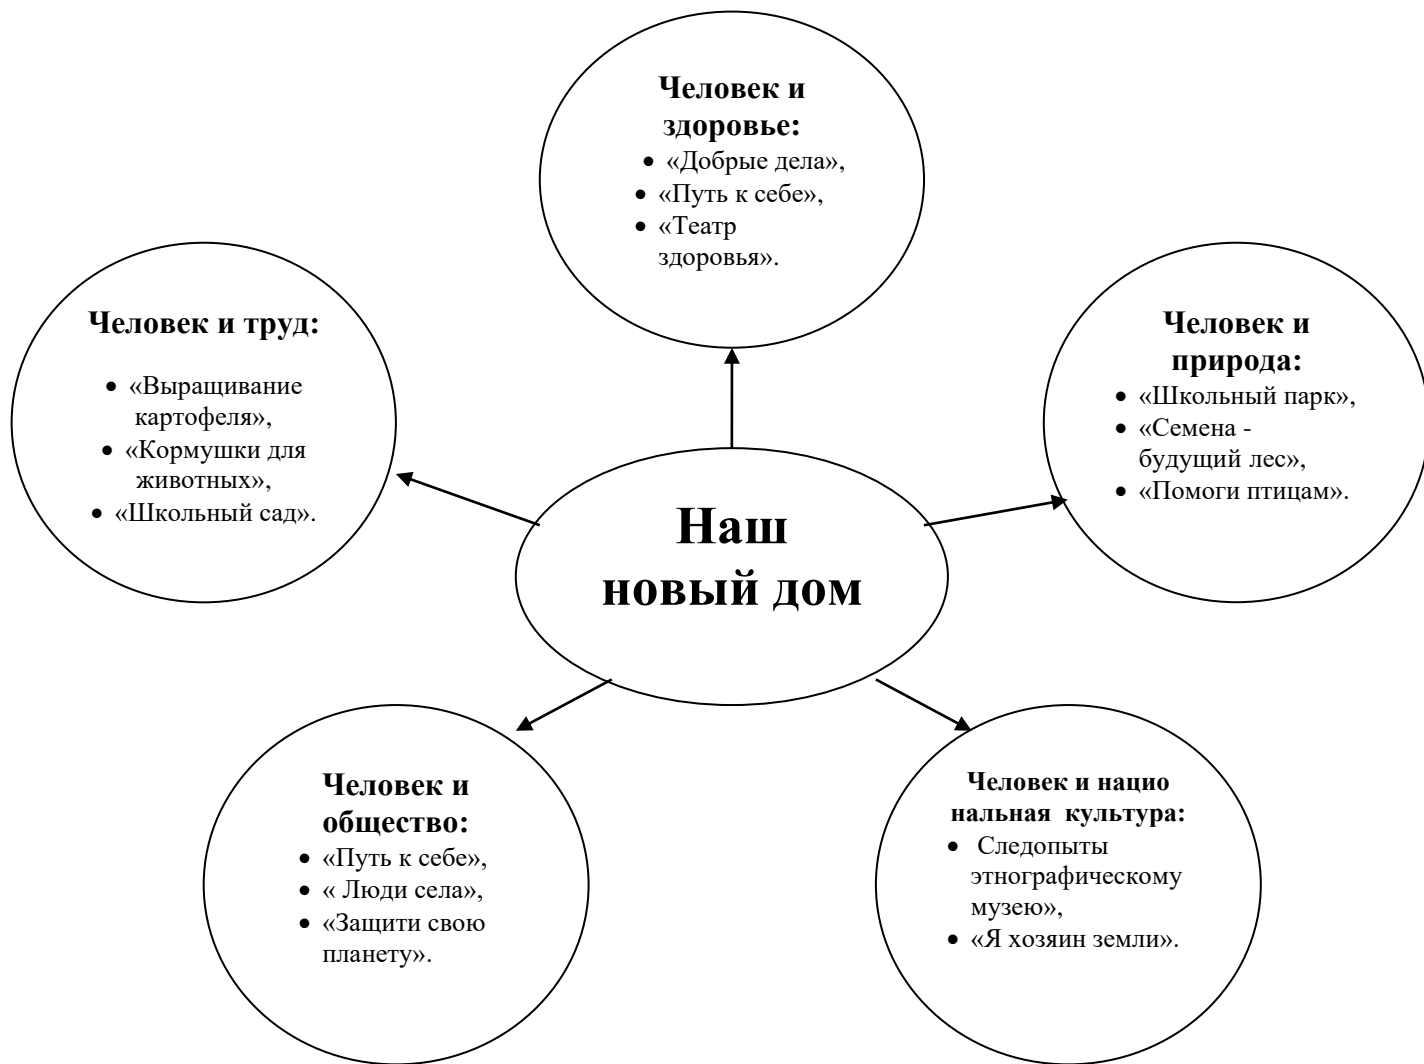 Человек и
здоровье:
• «Добрые дела»,
• «Путь к себе»,
• «Театр
здоровья».
Человек и труд:
• «Выращивание
картофеля»,
• «Кормушки для
животных»,
• «Школьный сад».
Человек и
природа:
• «Школьный парк»,
• «Семена -
будущий лес»,
• «Помоги птицам».
Наш
новый дом
Человек и
общество:
• «Путь к себе»,
• « Люди села»,
• «Защити свою
планету».
Человек и нацио
нальная  культура:
• Следопыты
этнографическому
музею»,
• «Я хозяин земли».